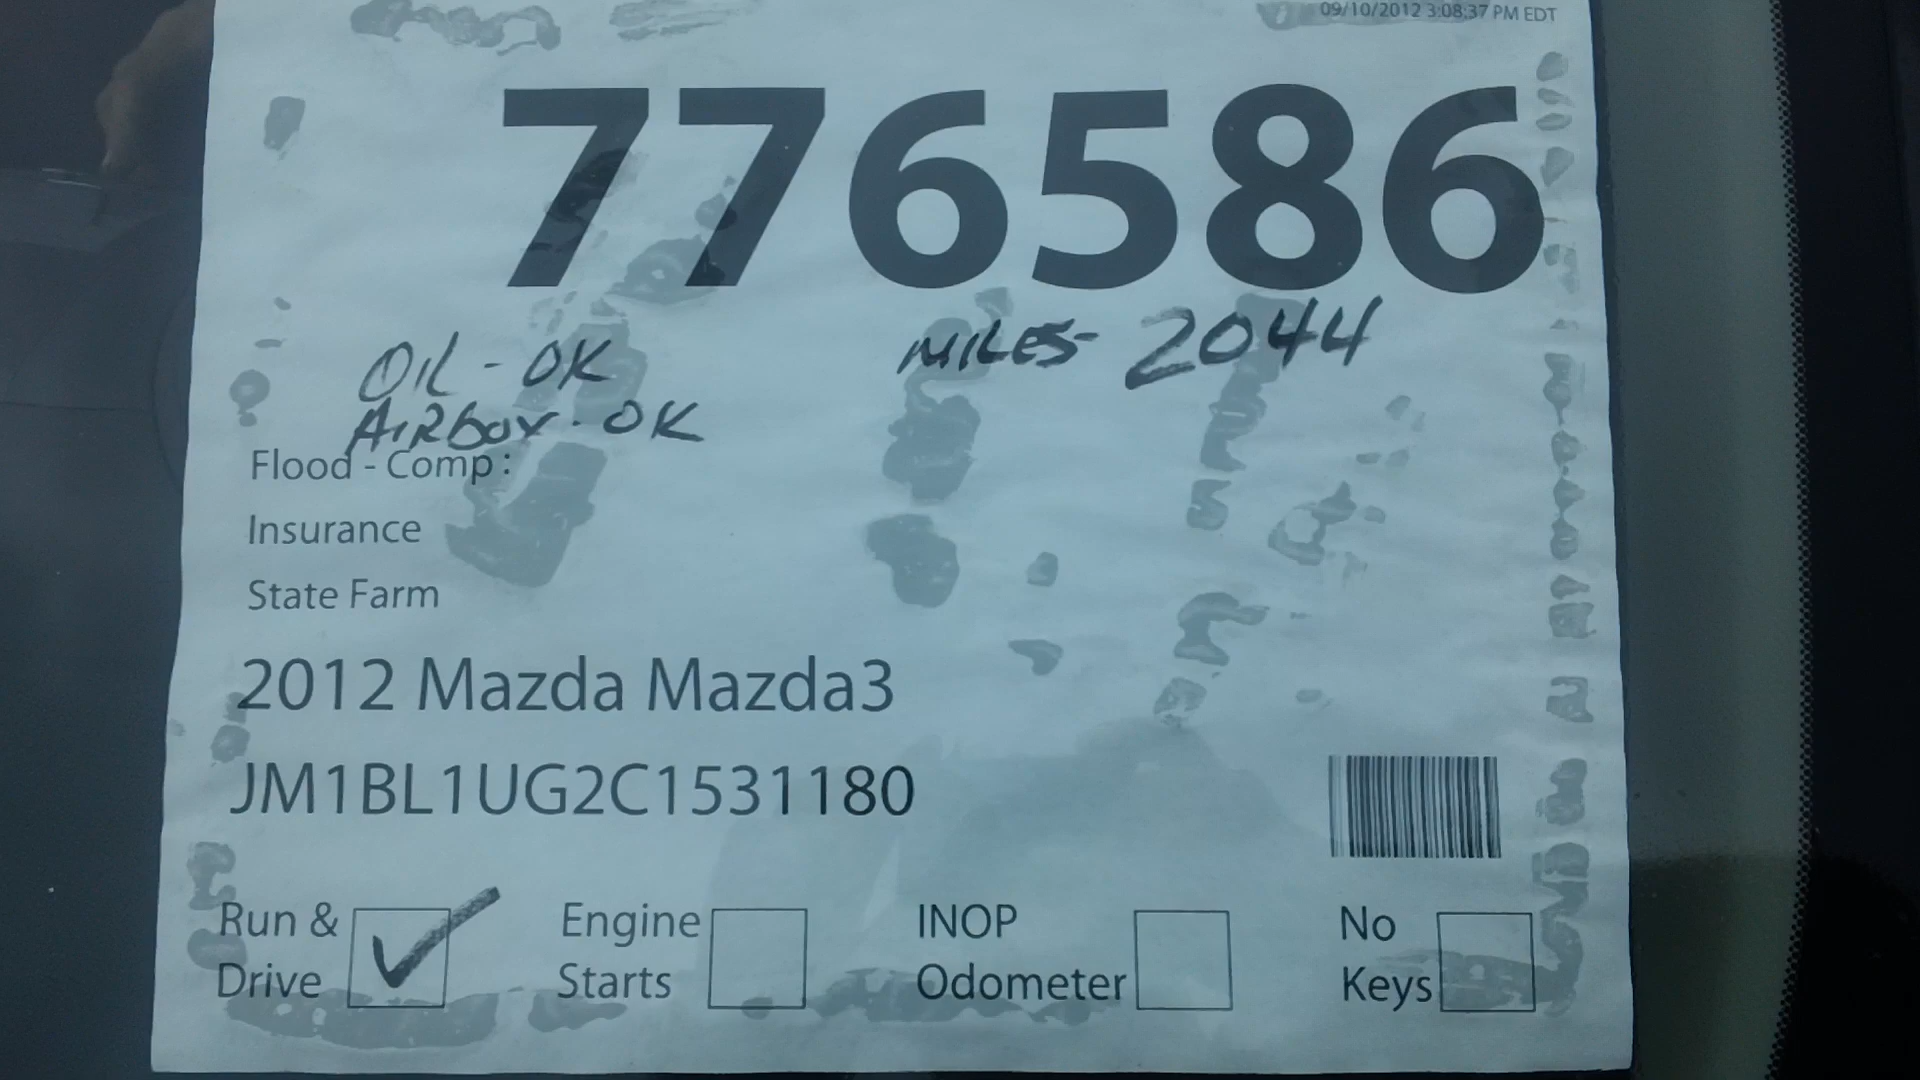 09/10/2012 3:08:37 PM EDT
776586
OIL - OK
MILES - 2044
AIRBOX - OK
Flood - Comp :
Insurance
State Farm
2012 Mazda Mazda3
JM1BL1UG2C1531180
Run & Drive
Engine Starts
INOP Odometer
No Keys